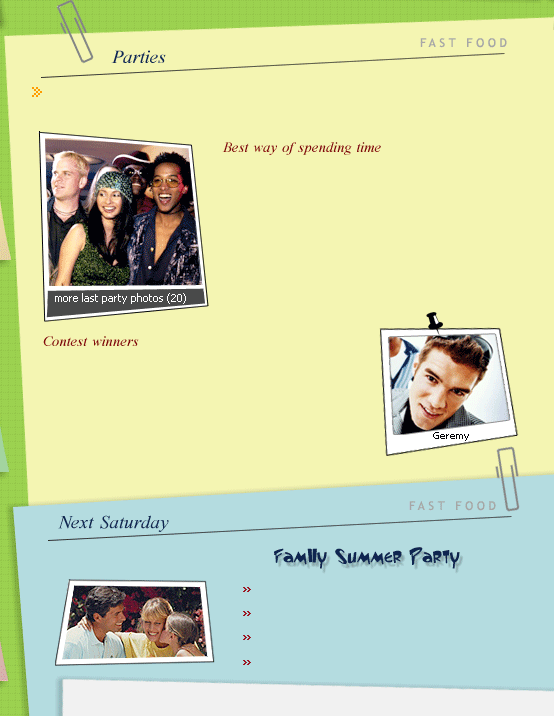 FAST FOOD
Parties
Best way of spending time
more last party photos (20)
Contest winners
Geremy
FAST FOOD
Next Saturday
Family Summer Party
»
»
»
»